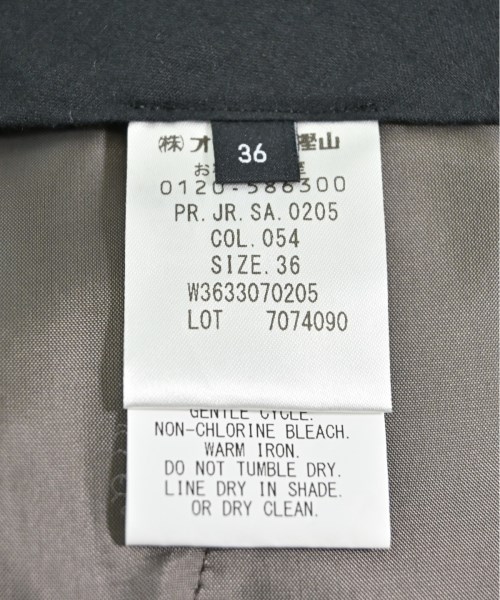 36
(株)オ 樫山
お
0120-586300
PR. JR. SA. 0205
COL. 054
SIZE. 36
W3633070205
LOT 7074090
GENTLE CYCLE.
NON-CHLORINE BLEACH.
WARM IRON.
DO NOT TUMBLE DRY.
LINE DRY IN SHADE.
OR DRY CLEAN.